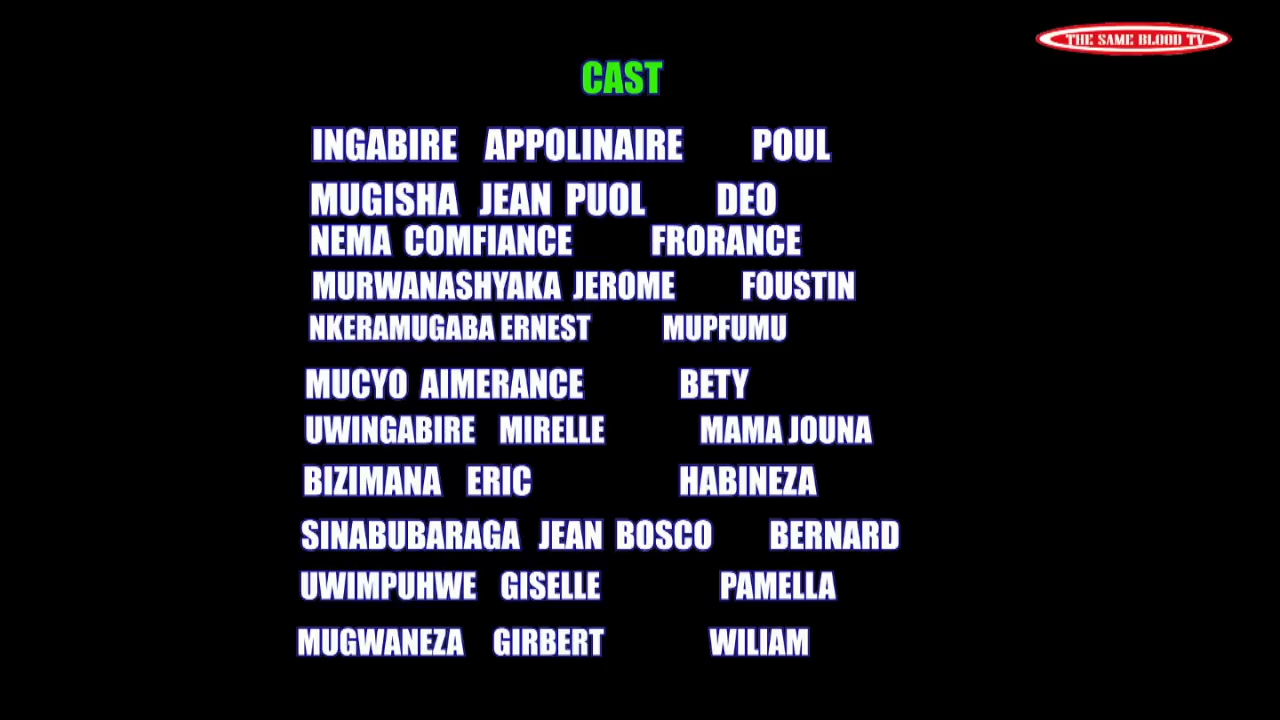 THE SAME BLOOD TV
CAST
INGABIRE APPOLINAIRE POUL
MUGISHA JEAN PUOL DEO
NEMA COMFIANCE FRORANCE
MURWANASHYAKA JEROME FOUSTIN
NKERAMUGABA ERNEST MUPFUMU
MUCYO AIMERANCE BETY
UWINGABIRE MIRELLE MAMA JOUNA
BIZIMANA ERIC HABINEZA
SINABUBARAGA JEAN BOSCO BERNARD
UWIMPUHWE GISELLE PAMELLA
MUGWANEZA GIRBERT WILIAM